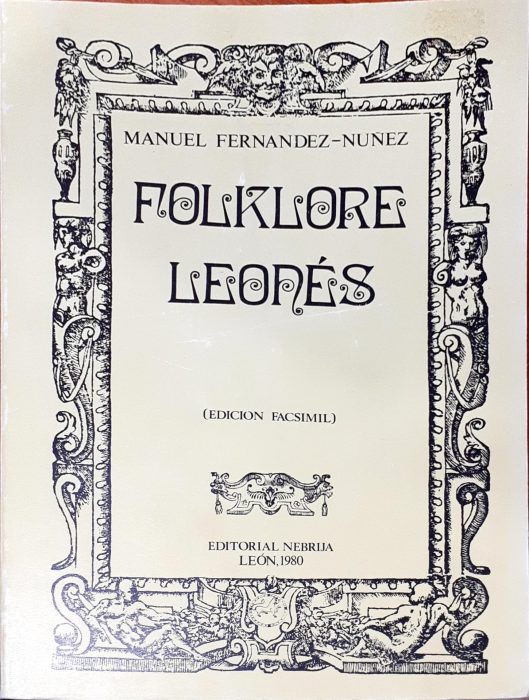 MANUEL FERNANDEZ-NUÑEZ
FOLKLORE
LEONÉS
(EDICION FACSIMIL)
EDITORIAL NEBRIJA
LEÓN, 1980